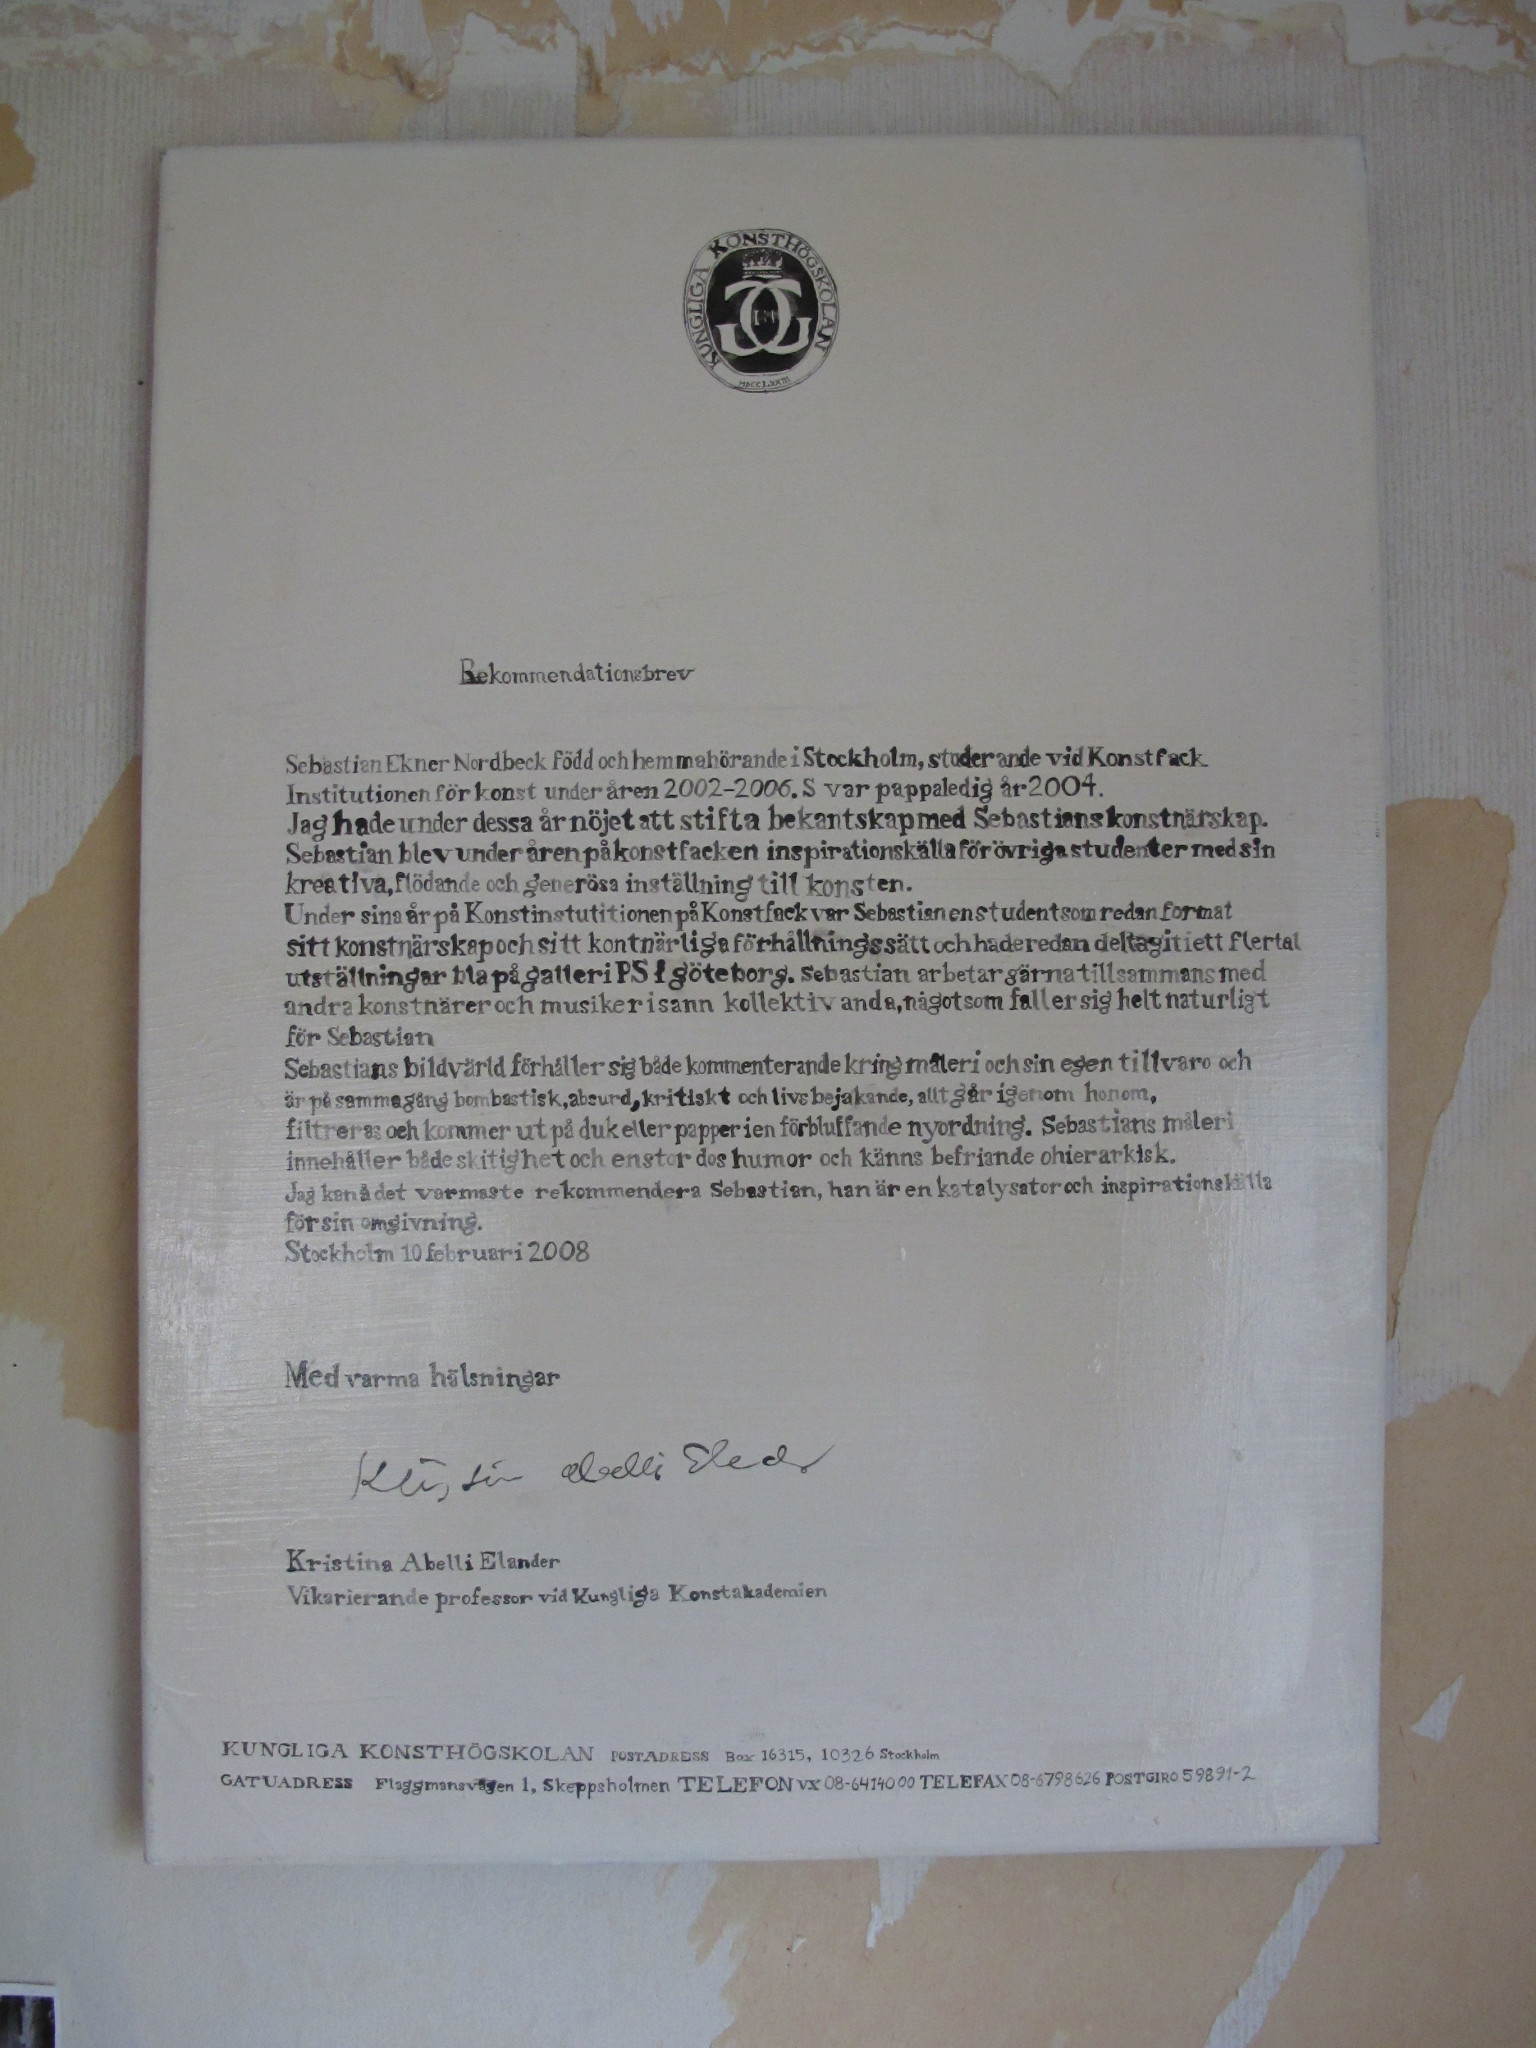 KUNGLIGA KONSTHÖGSKOLAN
MDCCLXXIII
Rekommendationsbrev
Sebastian Ekner Nordbeck född och hemmahörande i Stockholm, studerande vid Konstfack
Institutionen för konst under åren 2002-2006. S var pappaledig år 2004.
Jag hade under dessa år nöjet att stifta bekantskap med Sebastians konstnärskap.
Sebastian blev under åren på konstfack en inspirationskälla för övriga studenter med sin
kreativa, flödande och generösa inställning till konsten.
Under sina år på Konstinstutitionen på Konstfack var Sebastian en student som redan format
sitt konstnärskap och sitt kontnärliga förhållningssätt och hade redan deltagit i ett flertal
utställningar bla på galleri PS i göteborg. Sebastian arbetar gärna tillsammans med
andra konstnärer och musiker i sann kollektiv anda, något som faller sig helt naturligt
för Sebastian
Sebastians bildvärld förhåller sig både kommenterande kring måleri och sin egen tillvaro och
är på samma gång bombastisk, absurd, kritiskt och livsbejakande, allt går igenom honom,
filtreras och kommer ut på duk eller papper i en förbluffande nyordning. Sebastians måleri
innehåller både skitighet och en stor dos humor och känns befriande ohierarkisk.
Jag kan å det varmaste rekommendera Sebastian, han är en katalysator och inspirationskälla
för sin omgivning.
Stockholm 10 februari 2008
Med varma hälsningar
Kristina Abelli Elander
Kristina Abelli Elander
Vikarierande professor vid Kungliga Konstakademien
KUNGLIGA KONSTHÖGSKOLAN POSTADRESS Box 16315, 10326 Stockholm
GATUADRESS Flaggmansvägen 1, Skeppsholmen TELEFON VX 08-6414000 TELEFAX 08-6798626 POSTGIRO 59891-2